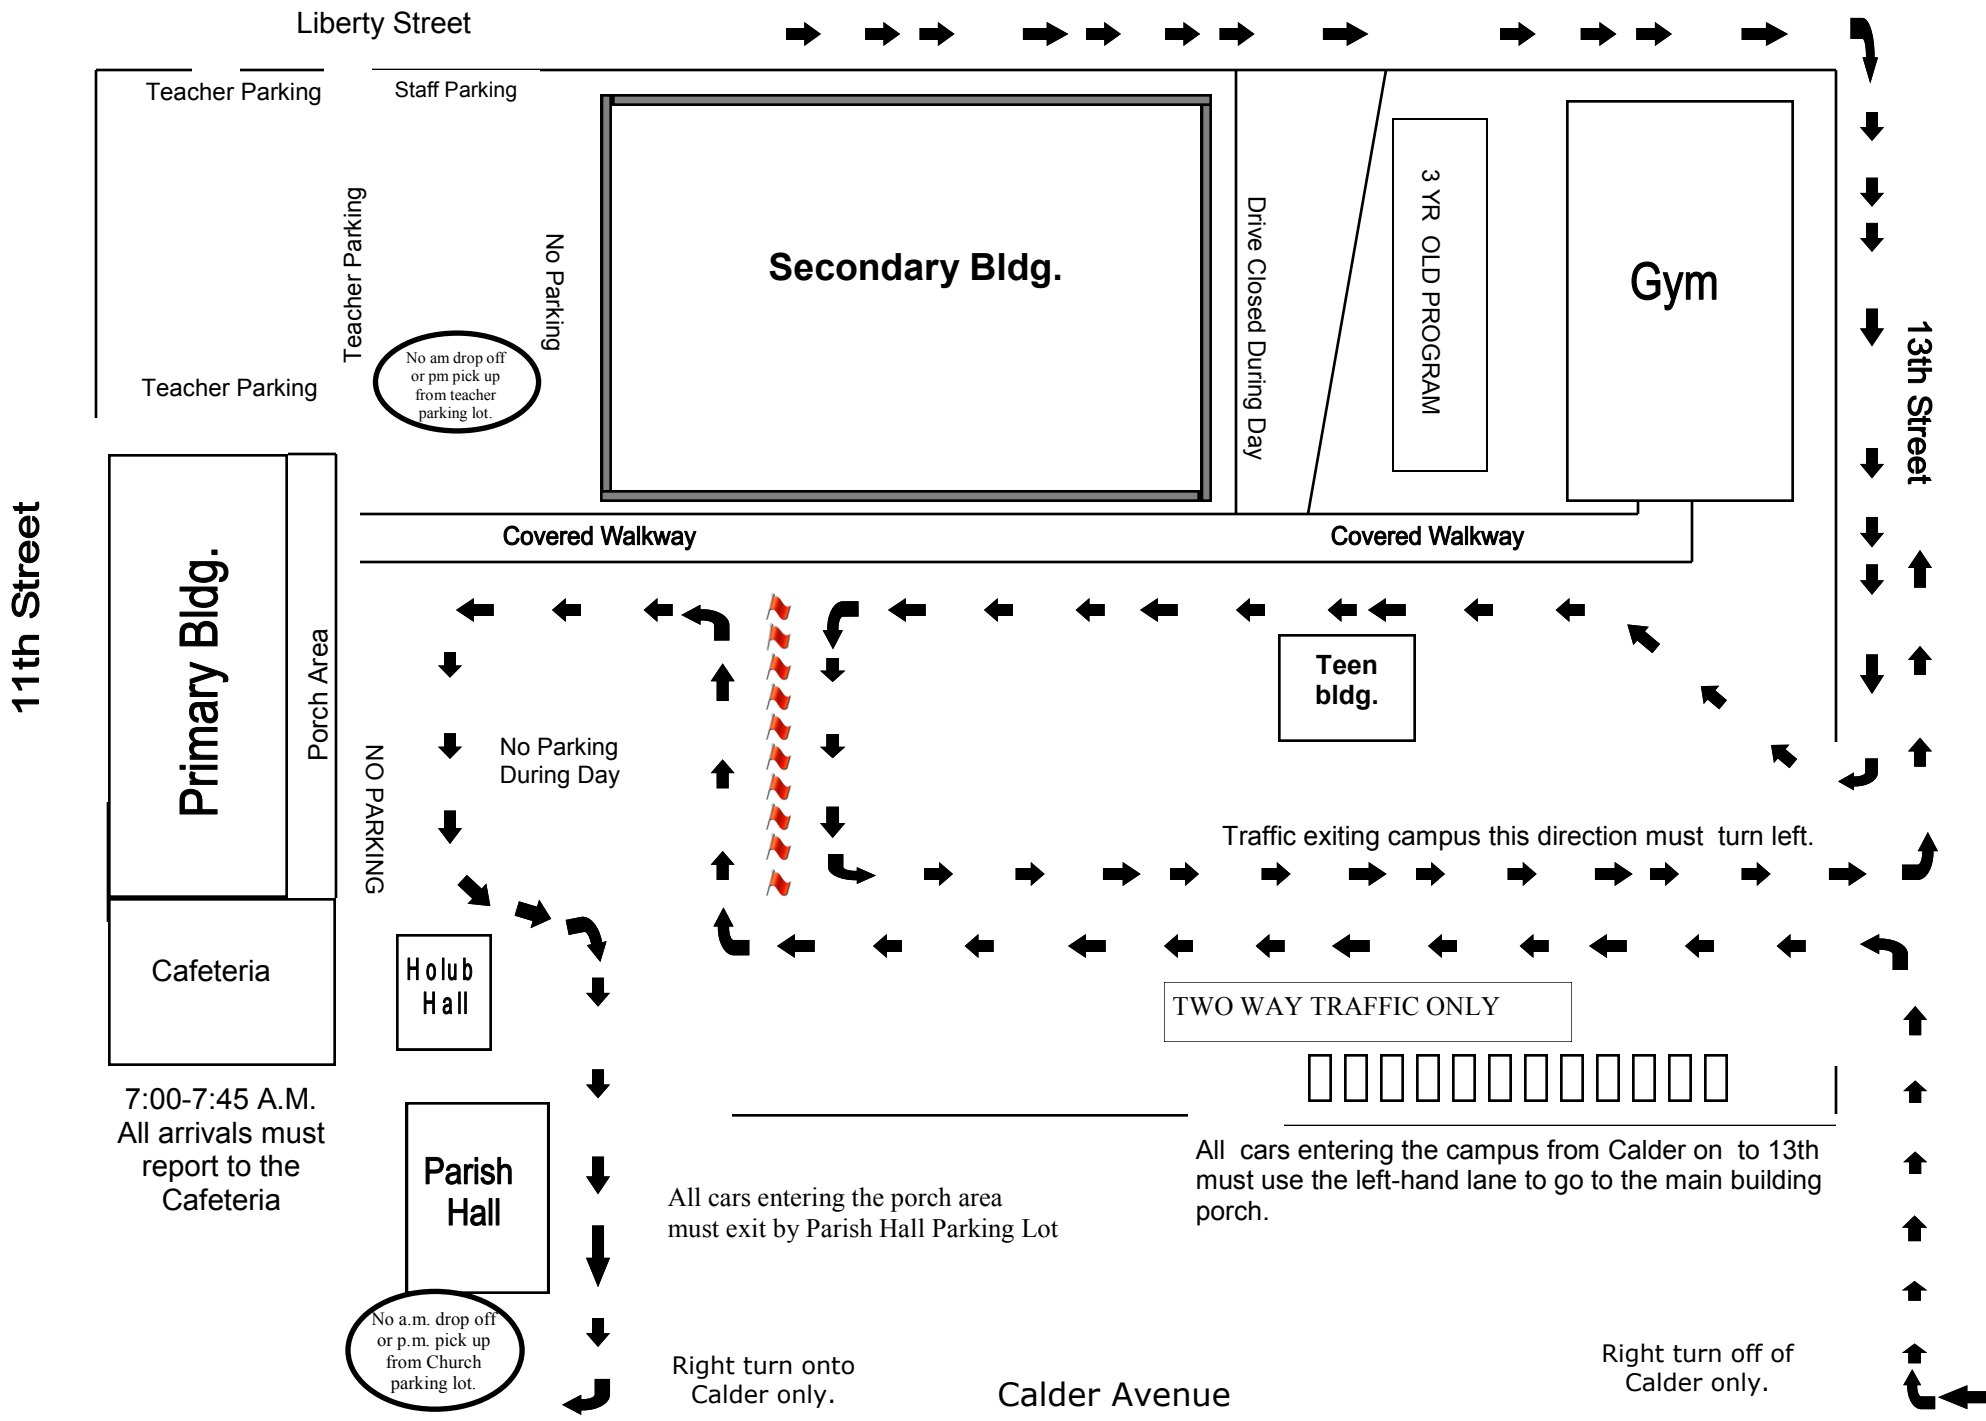 Liberty Street
Teacher Parking
Staff Parking
Teacher Parking
No Parking
Secondary Bldg.
Drive Closed During Day
3 YR OLD PROGRAM
Gym
13th Street
No am drop off
or pm pick up
from teacher
parking lot.
Teacher Parking
11th Street
Primary Bldg.
Porch Area
Covered Walkway
Covered Walkway
Teen
bldg.
NO PARKING
No Parking
During Day
Traffic exiting campus this direction must turn left.
Cafeteria
Holub
Hall
TWO WAY TRAFFIC ONLY
7:00-7:45 A.M.
All arrivals must
report to the
Cafeteria
Parish
Hall
All cars entering the porch area
must exit by Parish Hall Parking Lot
All cars entering the campus from Calder on to 13th
must use the left-hand lane to go to the main building
porch.
No a.m. drop off
or p.m. pick up
from Church
parking lot.
Right turn onto
Calder only.
Calder Avenue
Right turn off of
Calder only.